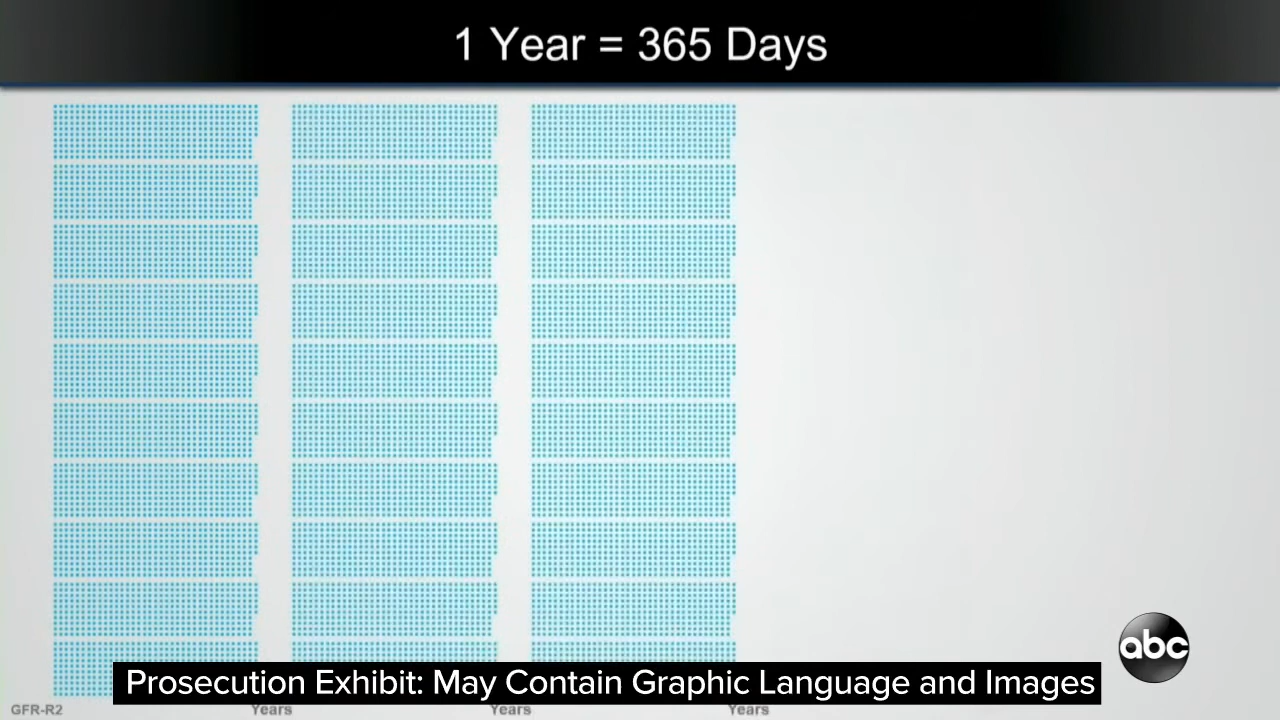 1 Year = 365 Days
abc
Prosecution Exhibit: May Contain Graphic Language and Images
GFR-R2
Years
Years
Years